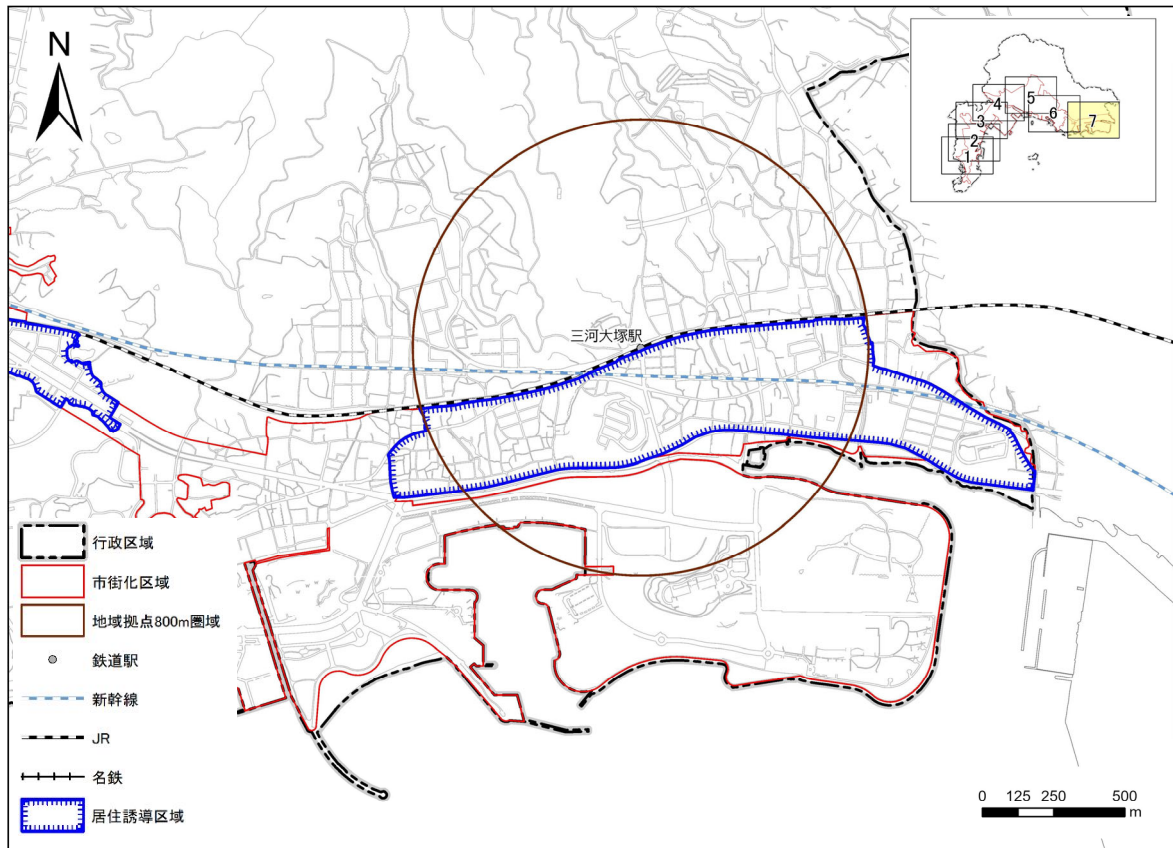 N
5
4
6
3
7
2
1
三河大塚駅
行政区域
市街化区域
地域拠点800m圏域
鉄道駅
新幹線
JR
名鉄
居住誘導区域
0 125 250 500
m